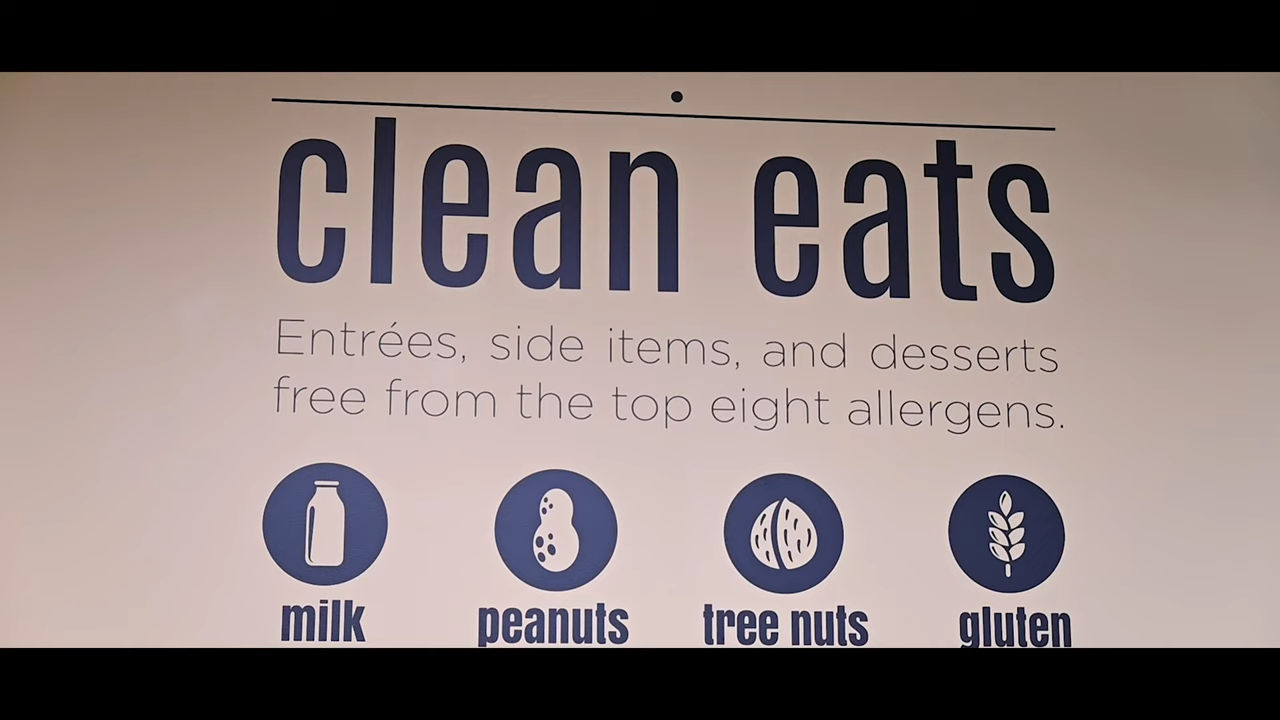 clean eats
Entrées, side items, and desserts
free from the top eight allergens.
milk peanuts tree nuts gluten